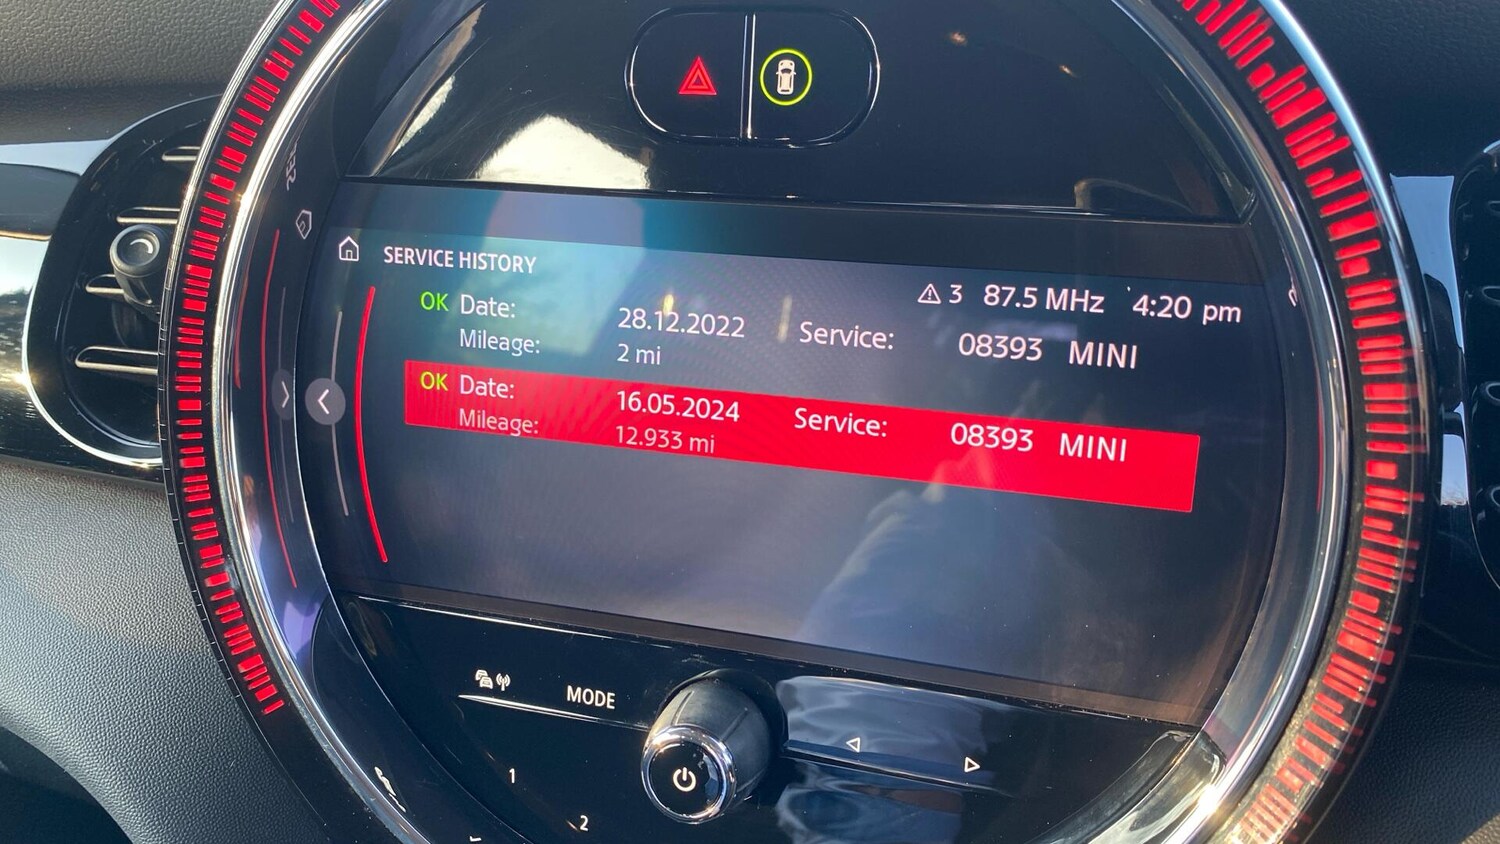 SERVICE HISTORY
3 87.5 MHz 4:20 pm
OK Date: 28.12.2022 Service: 08393 MINI
Mileage: 2 mi
OK Date: 16.05.2024 Service: 08393 MINI
Mileage: 12.933 mi
MODE
1
2